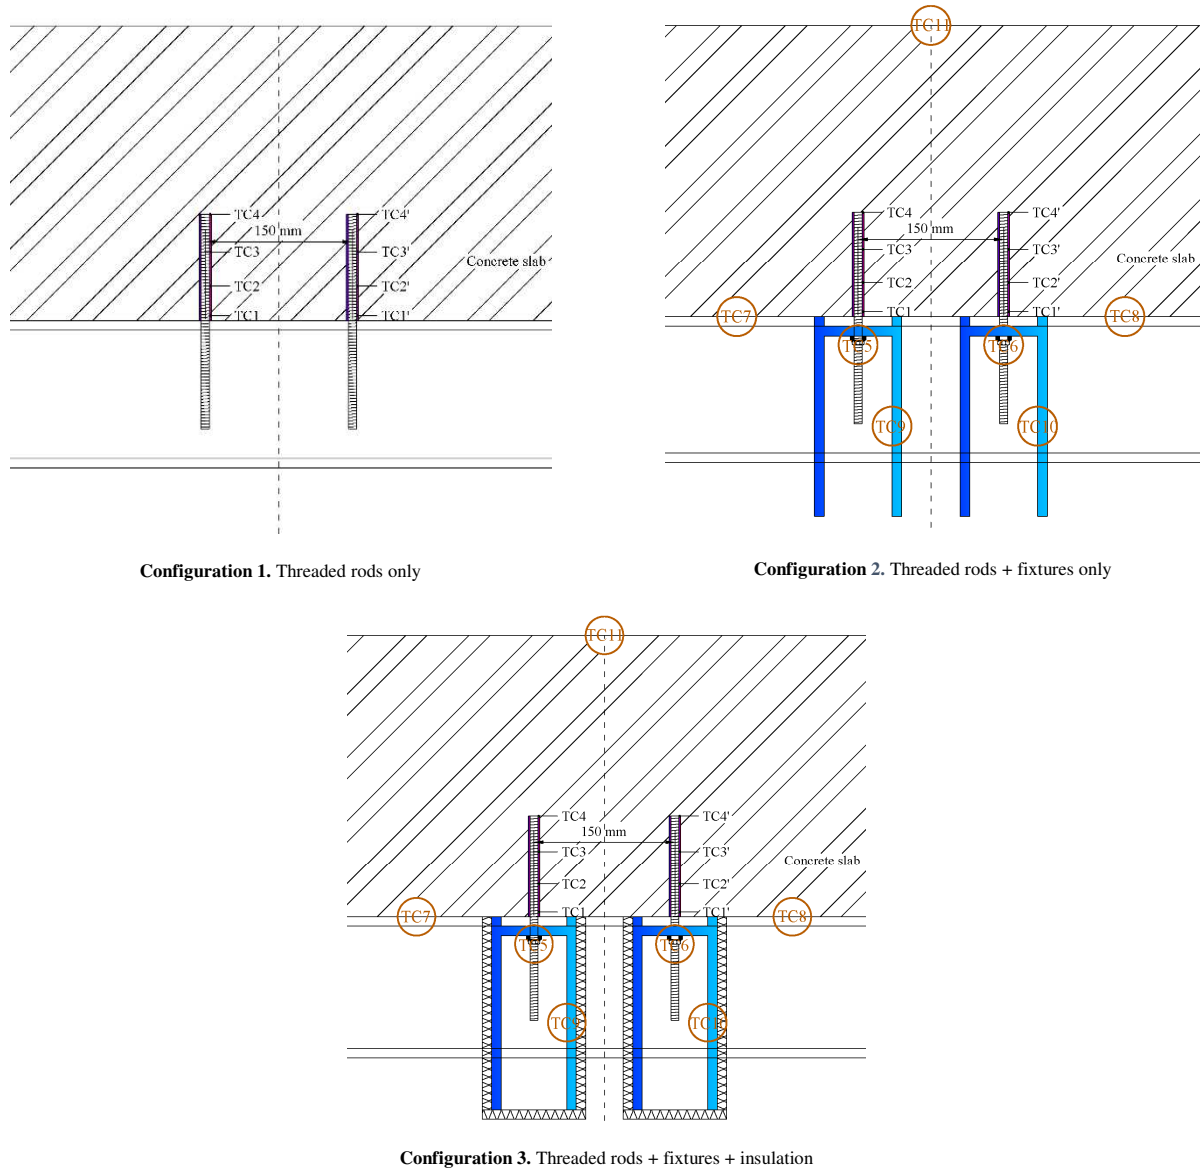 TC4
TC4'
150 mm
TC3
TC3'
Concrete slab
TC2
TC2'
TC1
TC1'
Configuration 1. Threaded rods only
TC11
TC4
TC4'
150 mm
TC3
TC3'
Concrete slab
TC2
TC2'
TC1
TC1'
TC7
TC8
TC5
TC6
TC9
TC10
Configuration 2. Threaded rods + fixtures only
TC11
TC4
TC4'
150 mm
TC3
TC3'
Concrete slab
TC2
TC2'
TC1
TC1'
TC7
TC8
TC5
TC6
TC9
TC10
Configuration 3. Threaded rods + fixtures + insulation